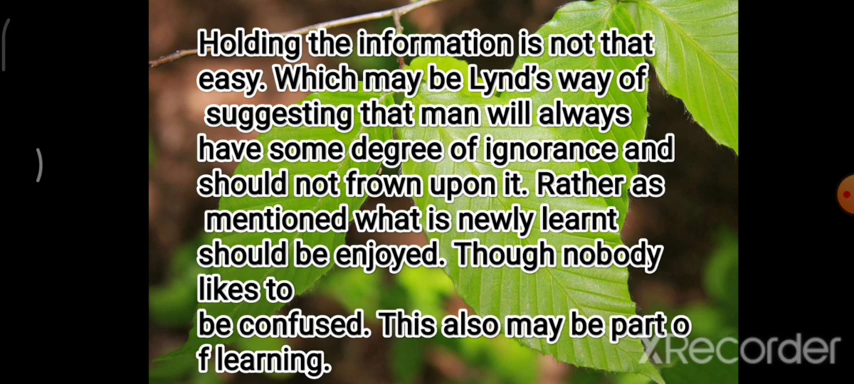 Holding the information is not that
easy. Which may be Lynd's way of
suggesting that man will always
have some degree of ignorance and
should not frown upon it. Rather as
mentioned what is newly learnt
should be enjoyed. Though nobody
likes to
be confused. This also may be part o
f learning.
XRecorder